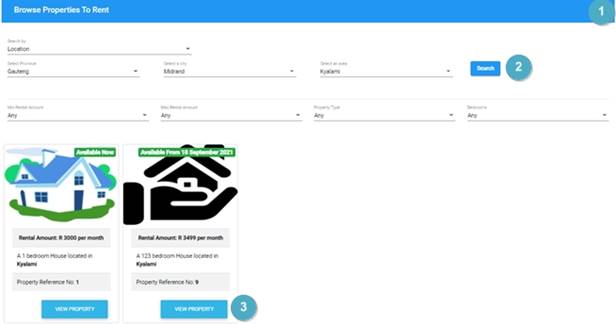 Browse Properties To Rent
1
Search by
Location
Select Province
Select a city
Select an area
Gauteng
Midrand
Kyalami
Search
2
Min Rental Amount
Max Rental Amount
Property Type
Bedrooms
Any
Any
Any
Any
Available Now
Available From 18 September 2021
Rental Amount: R 3000 per month
Rental Amount: R 3499 per month
A 1 bedroom House located in
Kyalami
A 123 bedroom House located in
Kyalami
Property Reference No: 1
Property Reference No: 9
VIEW PROPERTY
VIEW PROPERTY
3